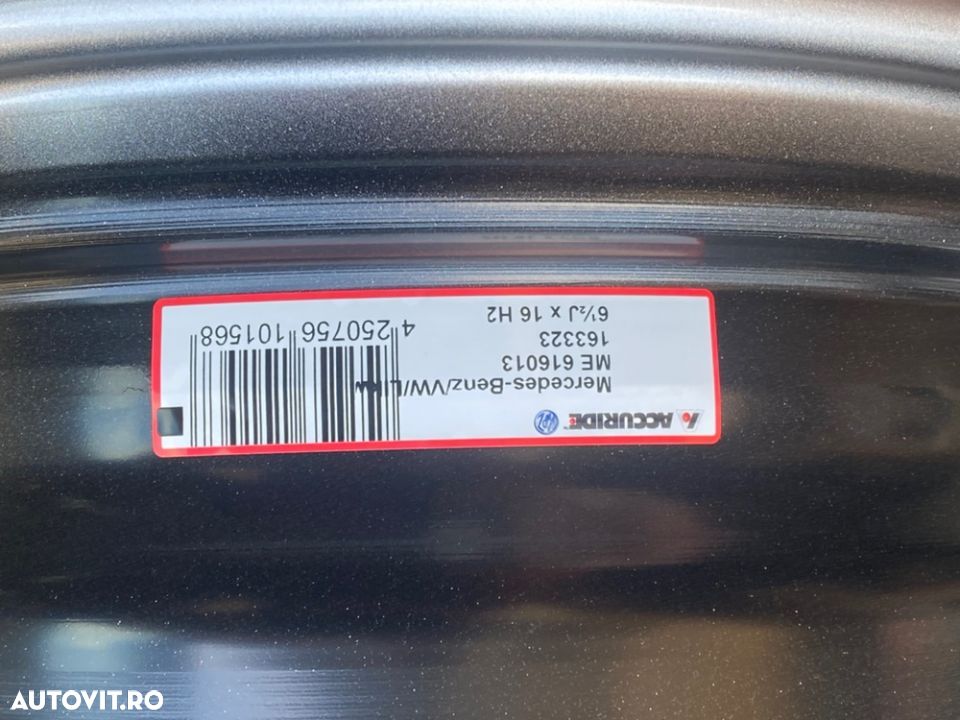 ACCURIDE
Mercedes-Benz/VW/
ME 616013
163323
6½J x 16 H2
4 250756 101568
AUTOVIT.RO